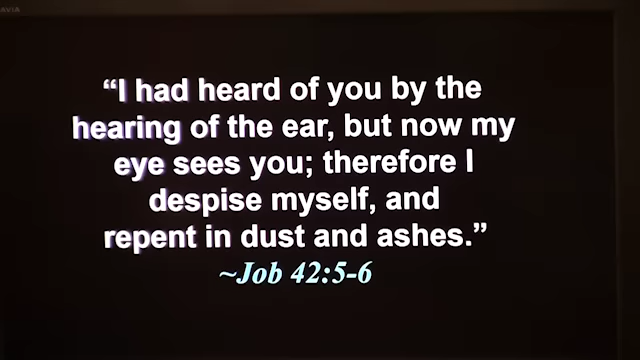 AVIA
“I had heard of you by the
hearing of the ear, but now my
eye sees you; therefore I
despise myself, and
repent in dust and ashes.”
~Job 42:5-6